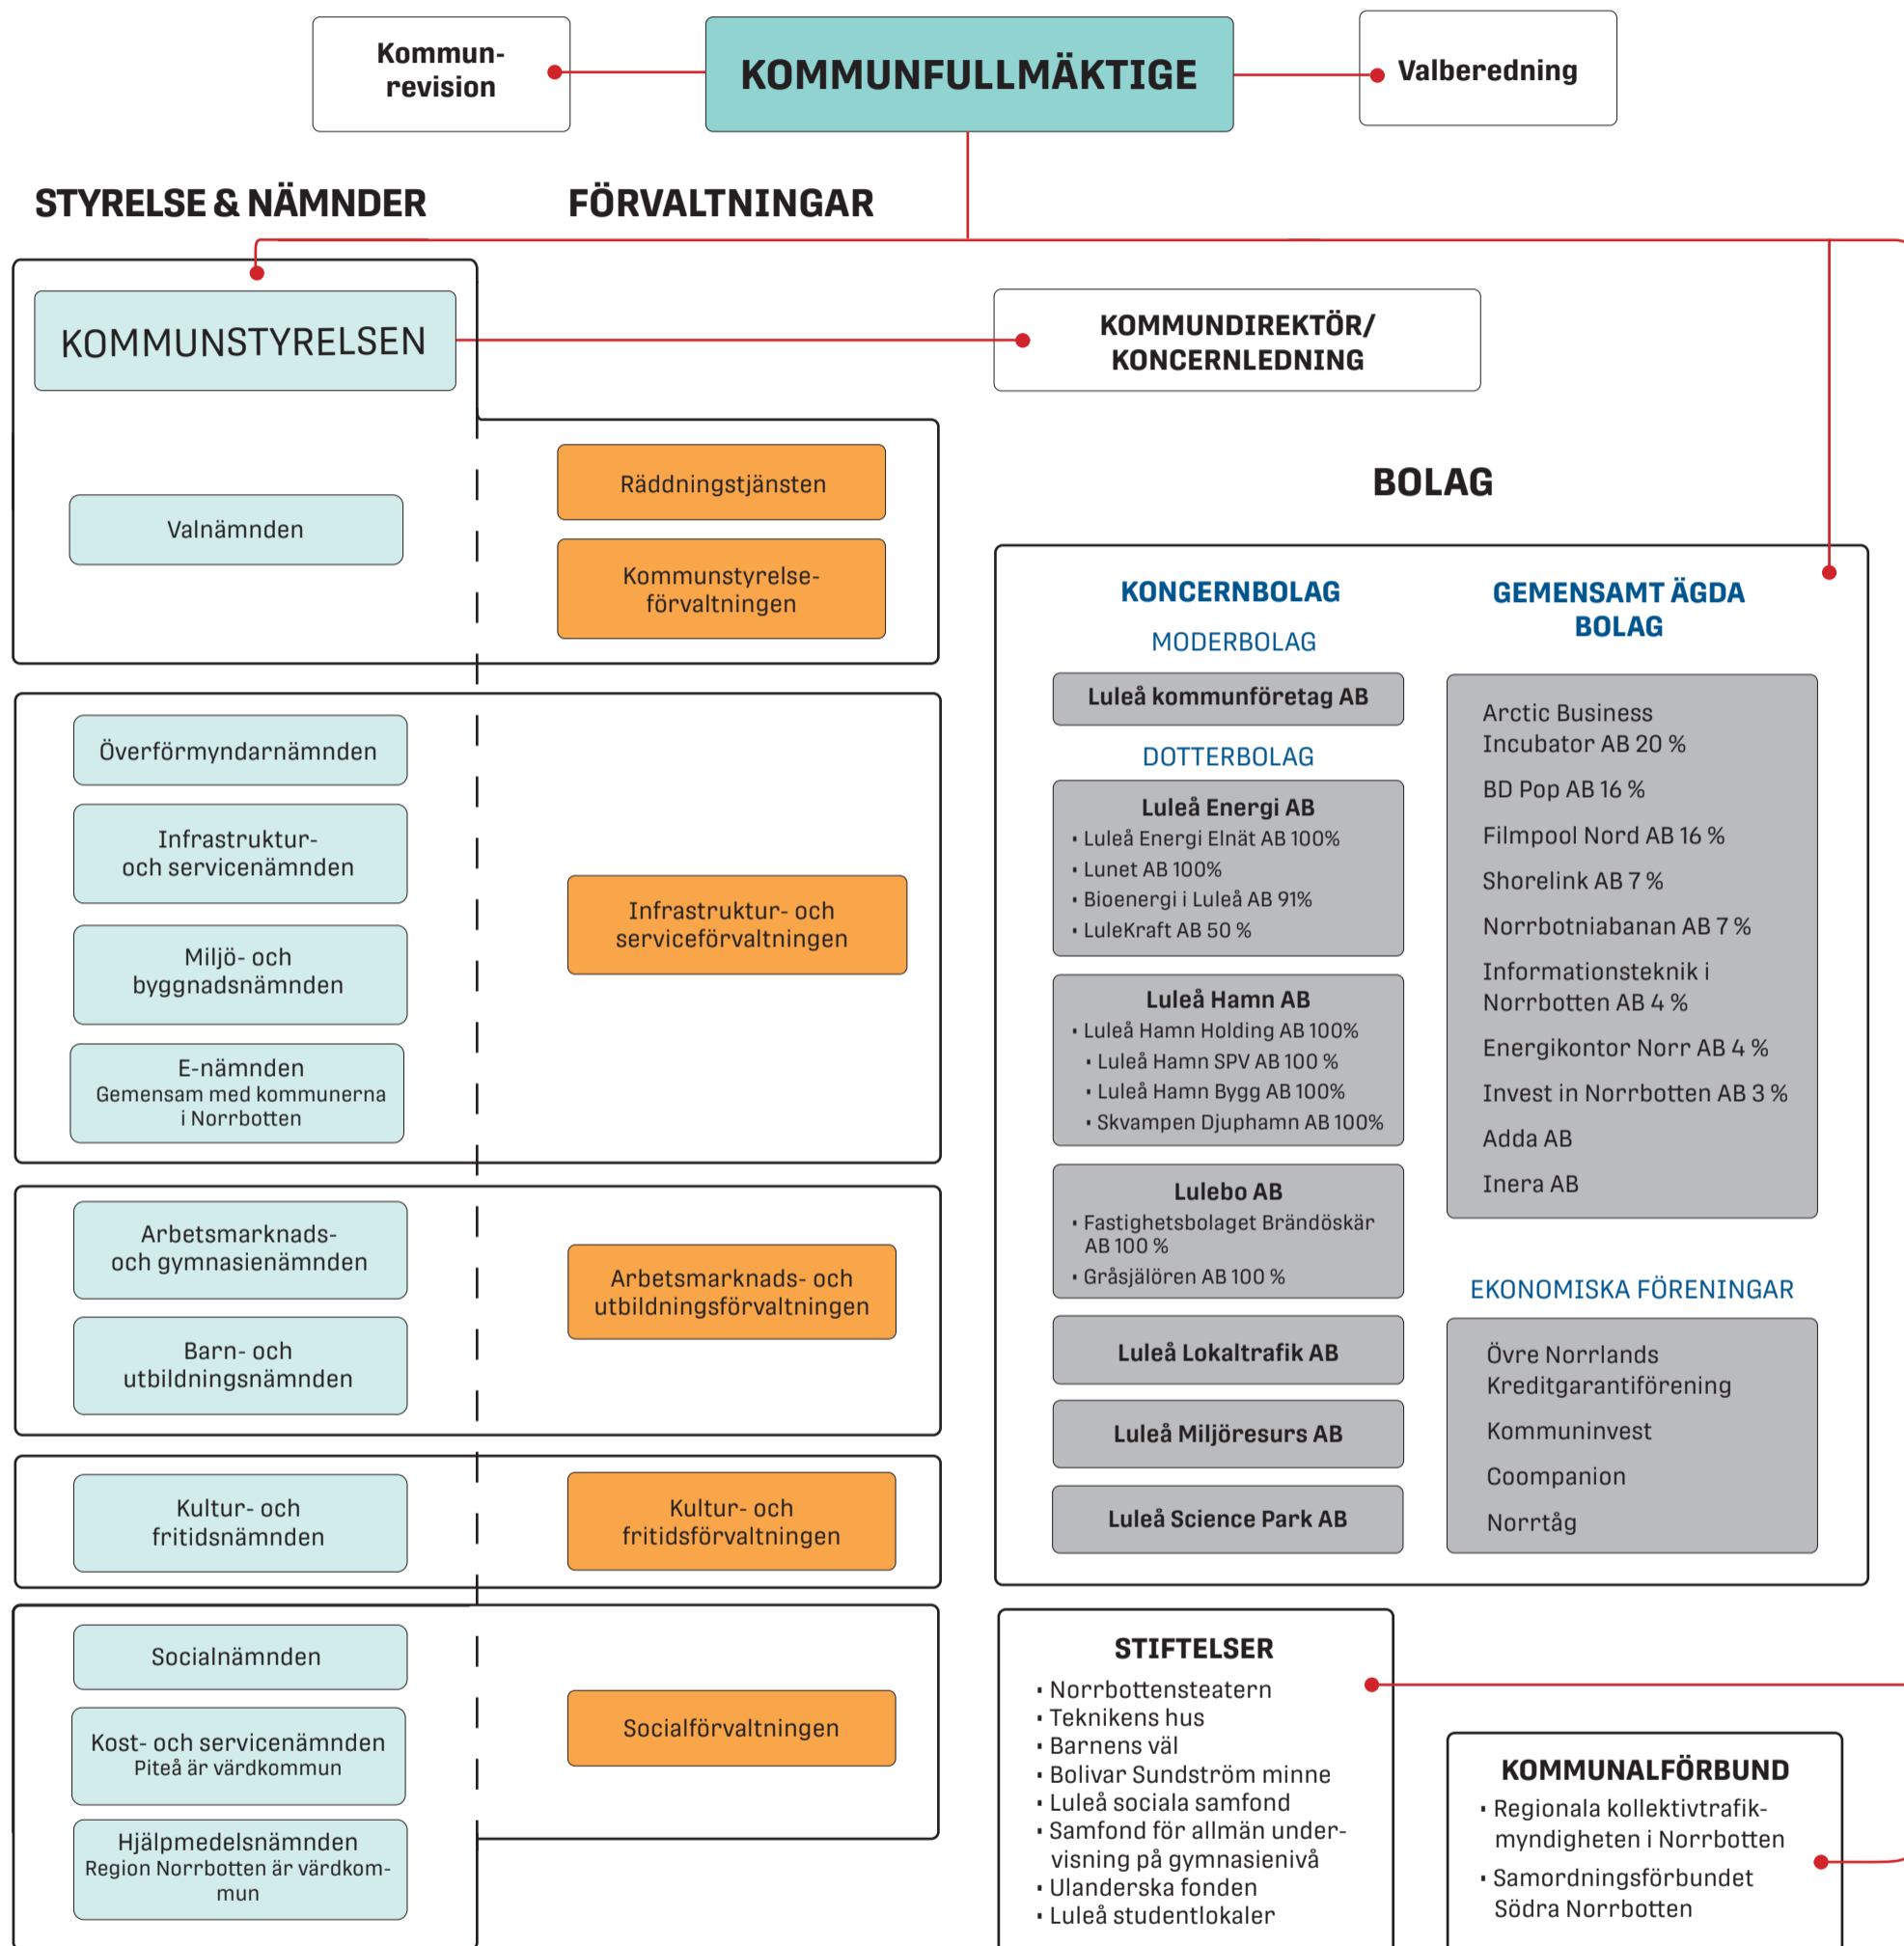 Kommun-
revision
KOMMUNFULLMÄKTIGE
Valberedning
STYRELSE & NÄMNDER
FÖRVALTNINGAR
KOMMUNSTYRELSEN
KOMMUNDIREKTÖR/
KONCERNLEDNING
Valnämnden
Räddningstjänsten
Kommunstyrelse-
förvaltningen
Överförmyndarnämnden
Infrastruktur-
och servicenämnden
Miljö- och
byggnadsnämnden
E-nämnden
Gemensam med kommunerna
i Norrbotten
Infrastruktur- och
serviceförvaltningen
Arbetsmarknads-
och gymnasienämnden
Barn- och
utbildningsnämnden
Arbetsmarknads- och
utbildningsförvaltningen
Kultur- och
fritidsnämnden
Kultur- och
fritidsförvaltningen
Socialnämnden
Kost- och servicenämnden
Piteå är värdkommun
Hjälpmedelsnämnden
Region Norrbotten är värdkom-
mun
Socialförvaltningen
BOLAG
KONCERNBOLAG
MODERBOLAG
Luleå kommunföretag AB
DOTTERBOLAG
Luleå Energi AB
▪ Luleå Energi Elnät AB 100%
▪ Lunet AB 100%
▪ Bioenergi i Luleå AB 91%
▪ LuleKraft AB 50 %
Luleå Hamn AB
▪ Luleå Hamn Holding AB 100%
▪ Luleå Hamn SPV AB 100 %
▪ Luleå Hamn Bygg AB 100%
▪ Skvampen Djuphamn AB 100%
Lulebo AB
▪ Fastighetsbolaget Brändöskär
AB 100 %
▪ Gråsjälören AB 100 %
Luleå Lokaltrafik AB
Luleå Miljöresurs AB
Luleå Science Park AB
GEMENSAMT ÄGDA
BOLAG
Arctic Business
Incubator AB 20 %
BD Pop AB 16 %
Filmpool Nord AB 16 %
Shorelink AB 7 %
Norrbotniabanan AB 7 %
Informationsteknik i
Norrbotten AB 4 %
Energikontor Norr AB 4 %
Invest in Norrbotten AB 3 %
Adda AB
Inera AB
EKONOMISKA FÖRENINGAR
Övre Norrlands
Kreditgarantiförening
Kommuninvest
Coompanion
Norrtåg
STIFTELSER
▪ Norrbottensteatern
▪ Teknikens hus
▪ Barnens väl
▪ Bolivar Sundström minne
▪ Luleå sociala samfond
▪ Samfond för allmän under-
visning på gymnasienivå
▪ Ulanderska fonden
▪ Luleå studentlokaler
KOMMUNALFÖRBUND
▪ Regionala kollektivtrafik-
myndigheten i Norrbotten
▪ Samordningsförbundet
Södra Norrbotten